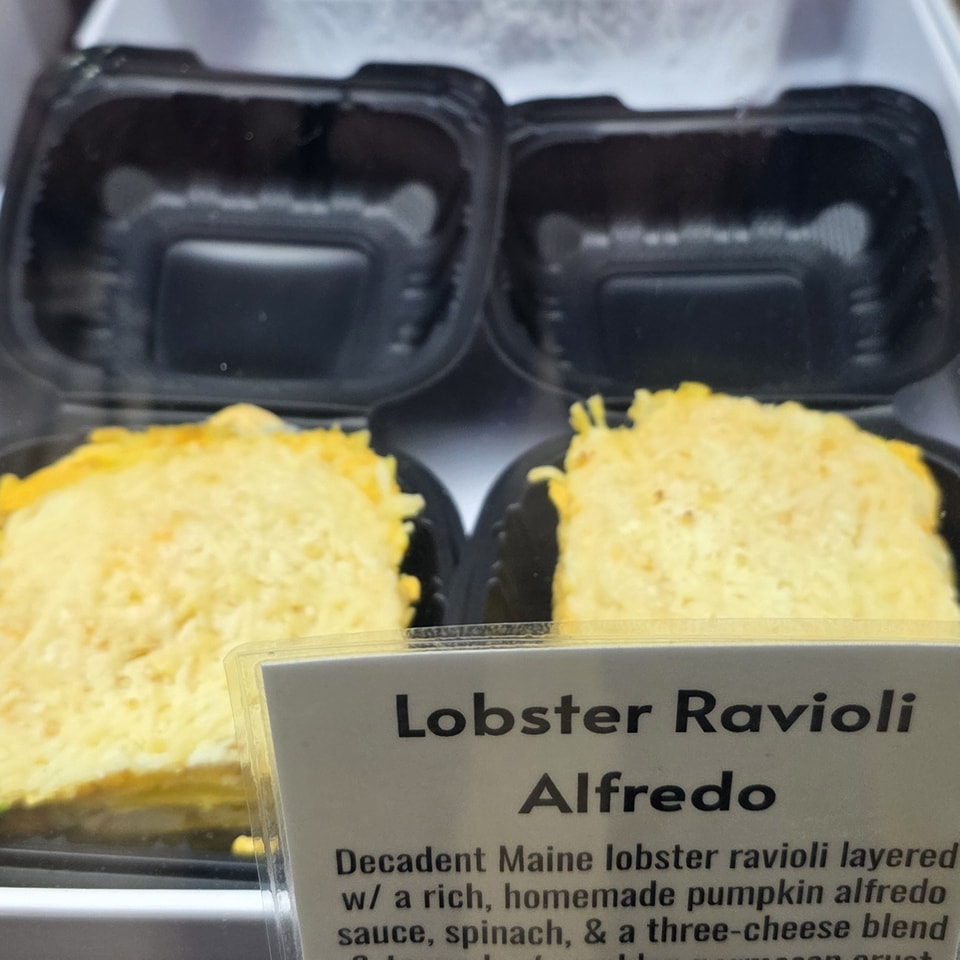 Lobster Ravioli
Alfredo
Decadent Maine lobster ravioli layered
w/ a rich, homemade pumpkin alfredo
sauce, spinach, & a three-cheese blend